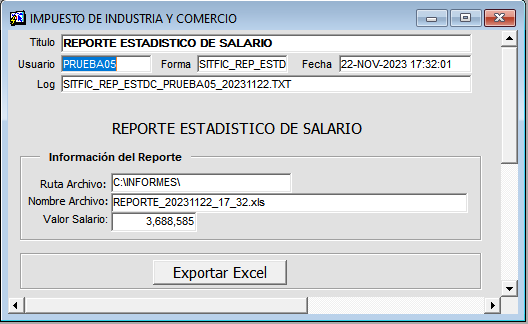 IMPUESTO DE INDUSTRIA Y COMERCIO
Titulo REPORTE ESTADISTICO DE SALARIO
Usuario PRUEBA05 Forma SITFIC_REP_ESTD Fecha 22-NOV-2023 17:32:01
Log SITFIC_REP_ESTDC_PRUEBA05_20231122.TXT
REPORTE ESTADISTICO DE SALARIO
Información del Reporte
Ruta Archivo: C:\INFORMES\
Nombre Archivo: REPORTE_20231122_17_32.xls
Valor Salario: 3,688,585
Exportar Excel